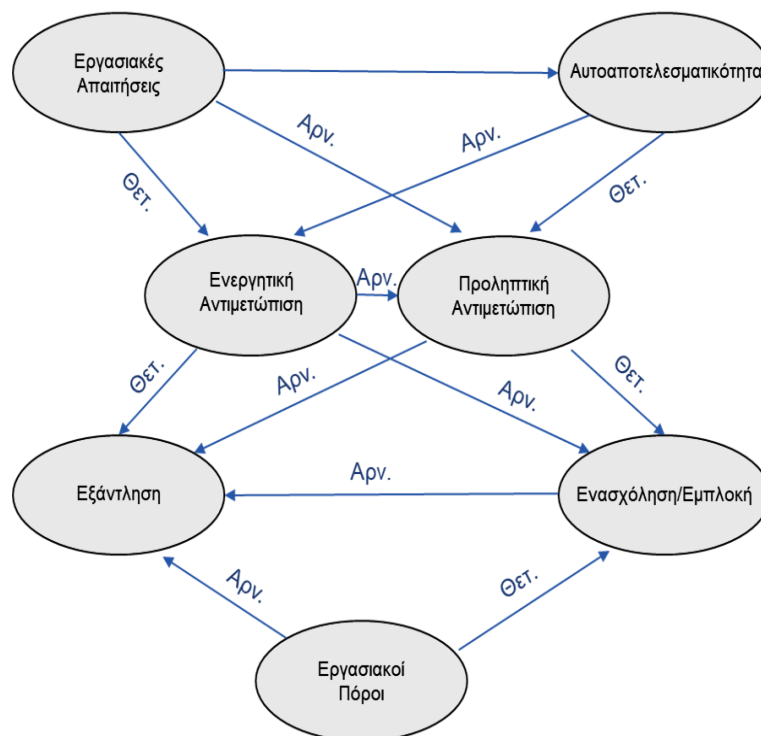 Εργασιακές
Απαιτήσεις
Αυτοαποτελεσματικότητα
Αρν.
Αρν.
Θετ.
Θετ.
Ενεργητική
Αντιμετώπιση
Αρν.
Προληπτική
Αντιμετώπιση
Θετ.
Αρν.
Αρν.
Θετ.
Εξάντληση
Αρν.
Ενασχόληση/Εμπλοκή
Αρν.
Θετ.
Εργασιακοί
Πόροι